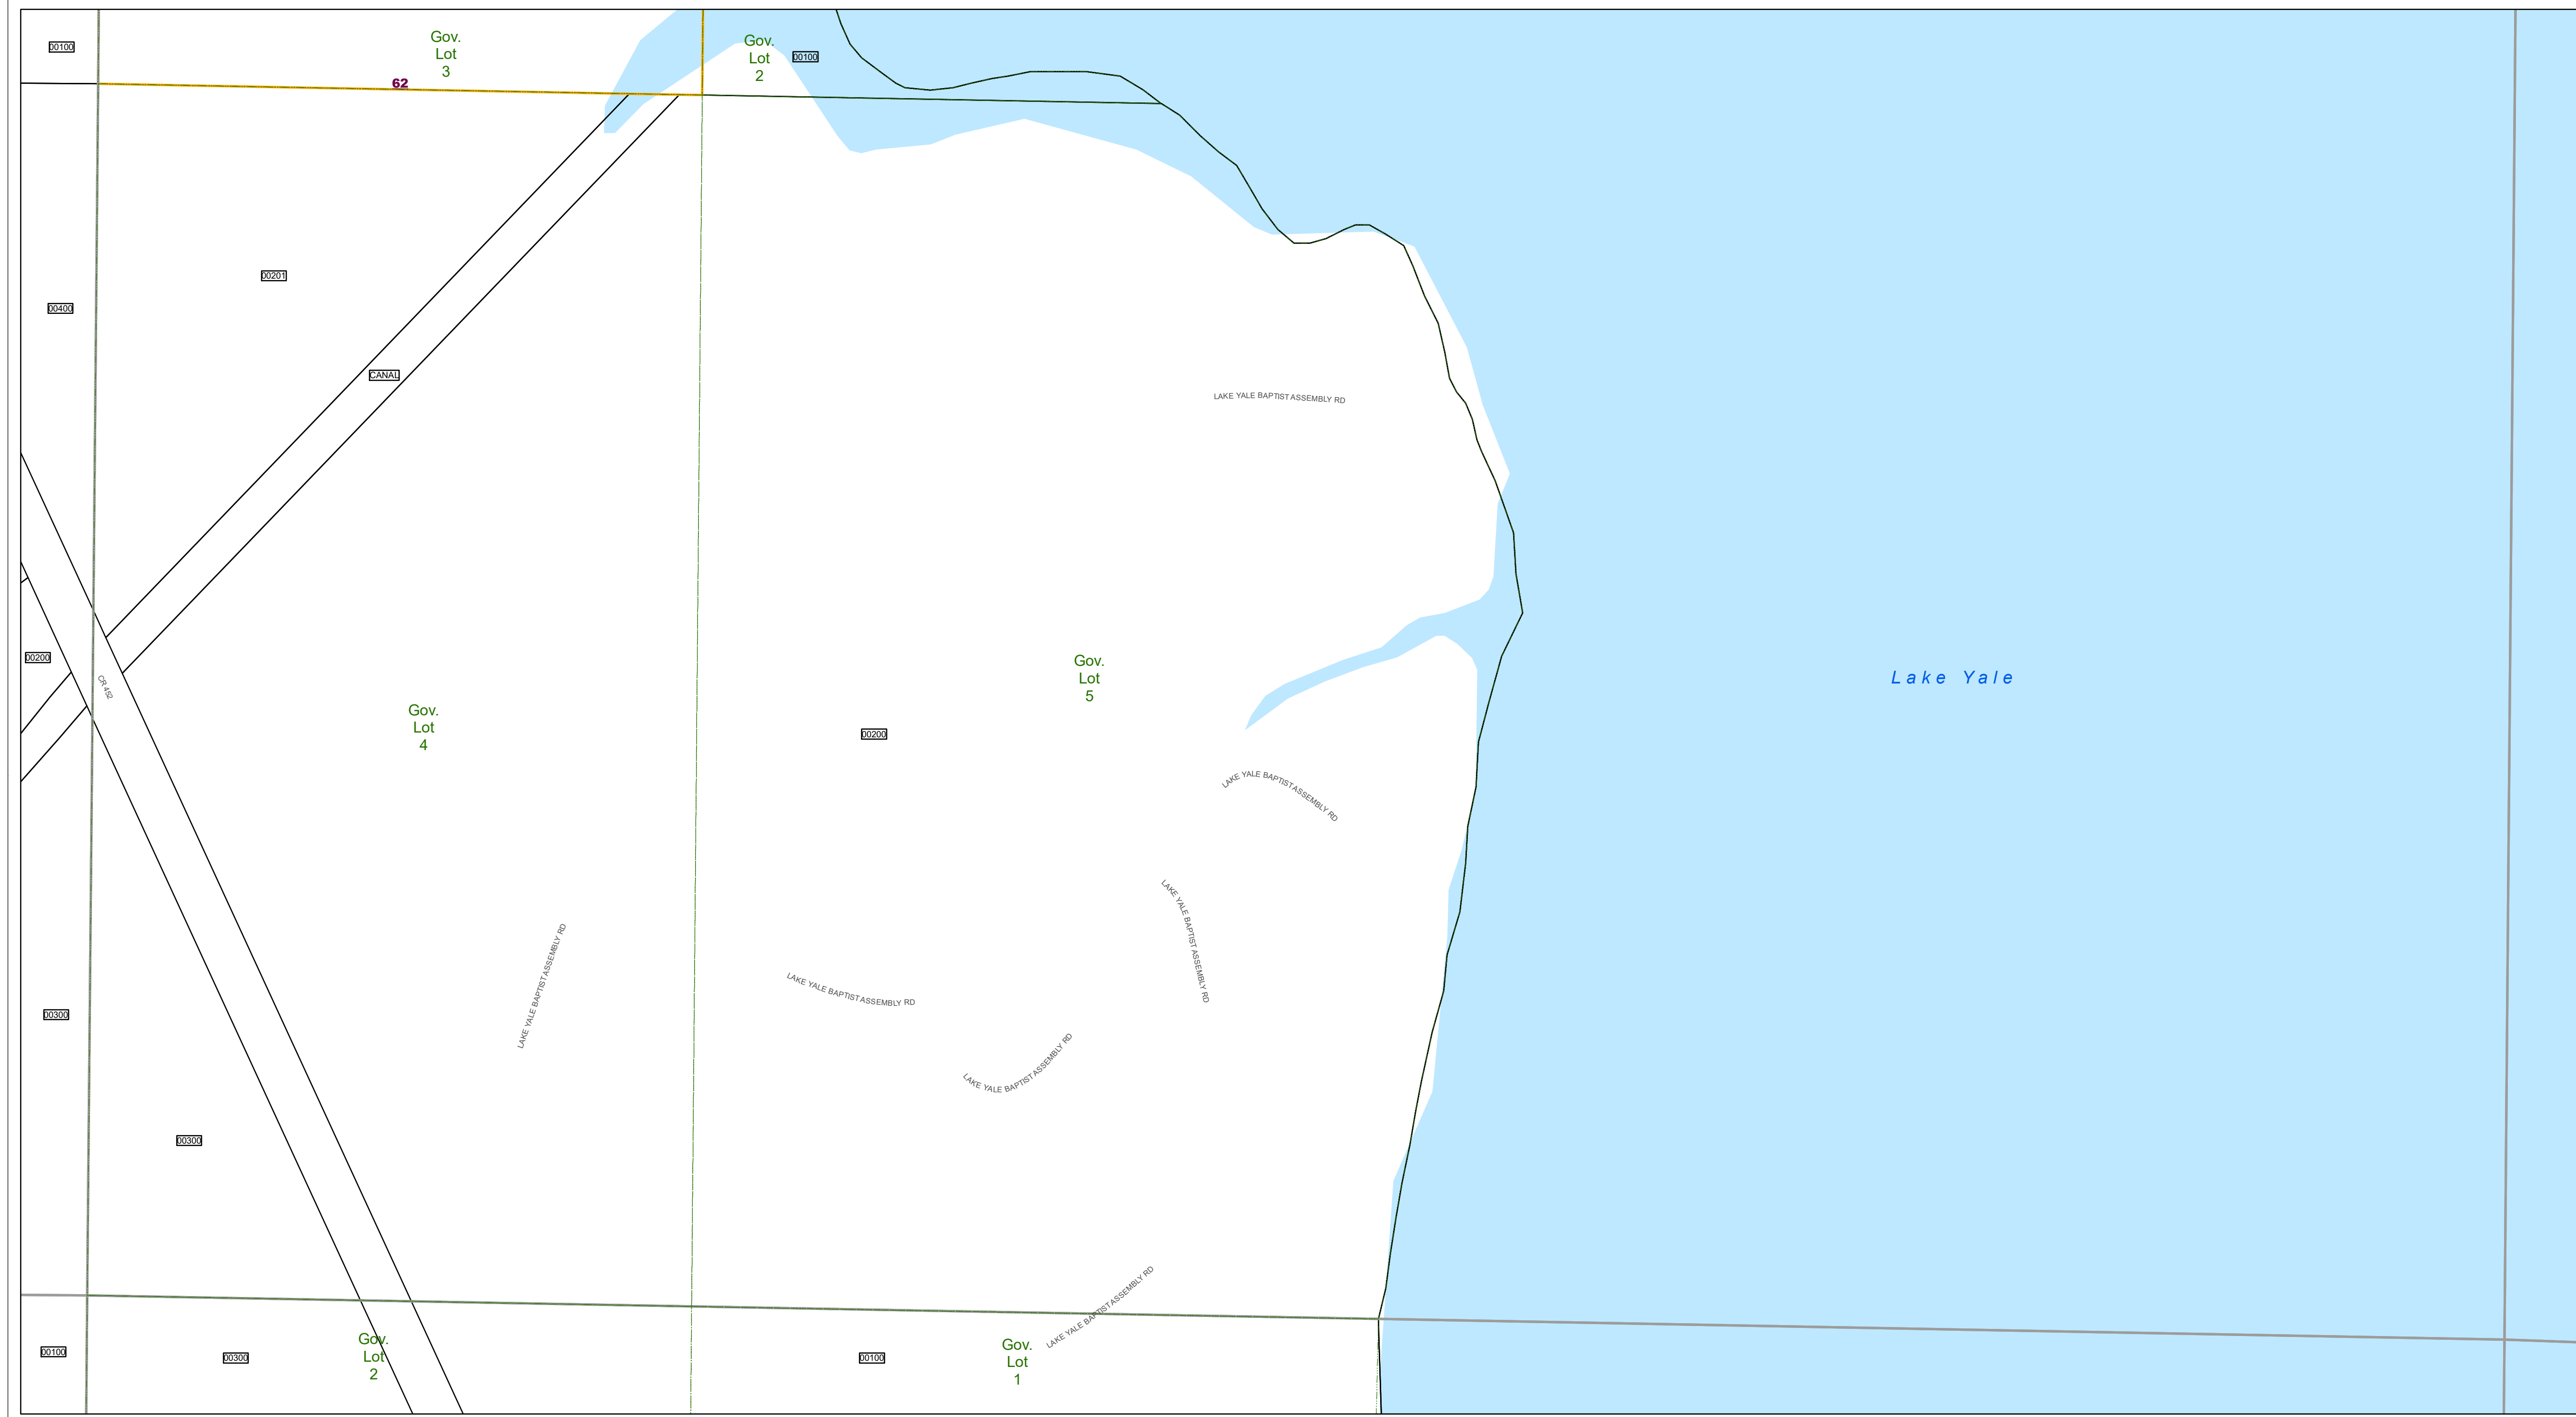 00100
Gov.
Lot
3
Gov.
Lot
2
00100
62
00201
00400
CANAL
LAKE YALE BAPTIST ASSEMBLY RD
00200
CR 452
Gov.
Lot
4
Gov.
Lot
5
Lake Yale
00200
LAKE YALE BAPTIST ASSEMBLY RD
LAKE YALE BAPTIST ASSEMBLY RD
LAKE YALE BAPTIST ASSEMBLY RD
LAKE YALE BAPTIST ASSEMBLY RD
00300
LAKE YALE BAPTIST ASSEMBLY RD
00300
LAKE YALE BAPTIST ASSEMBLY RD
00100
00300
Gov.
Lot
2
00100
Gov.
Lot
1